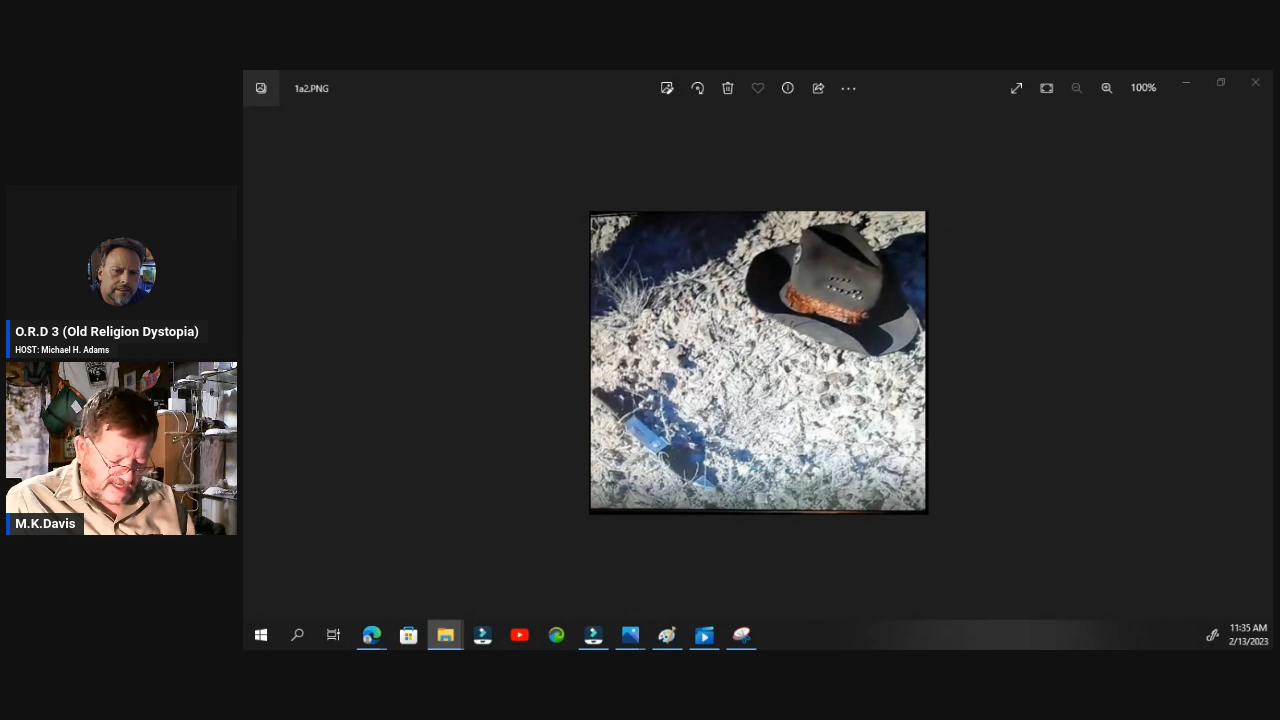 1a2.PNG
100%
O.R.D 3 (Old Religion Dystopia)
HOST: Michael H. Adams
M.K.Davis
11:35 AM
2/13/2023